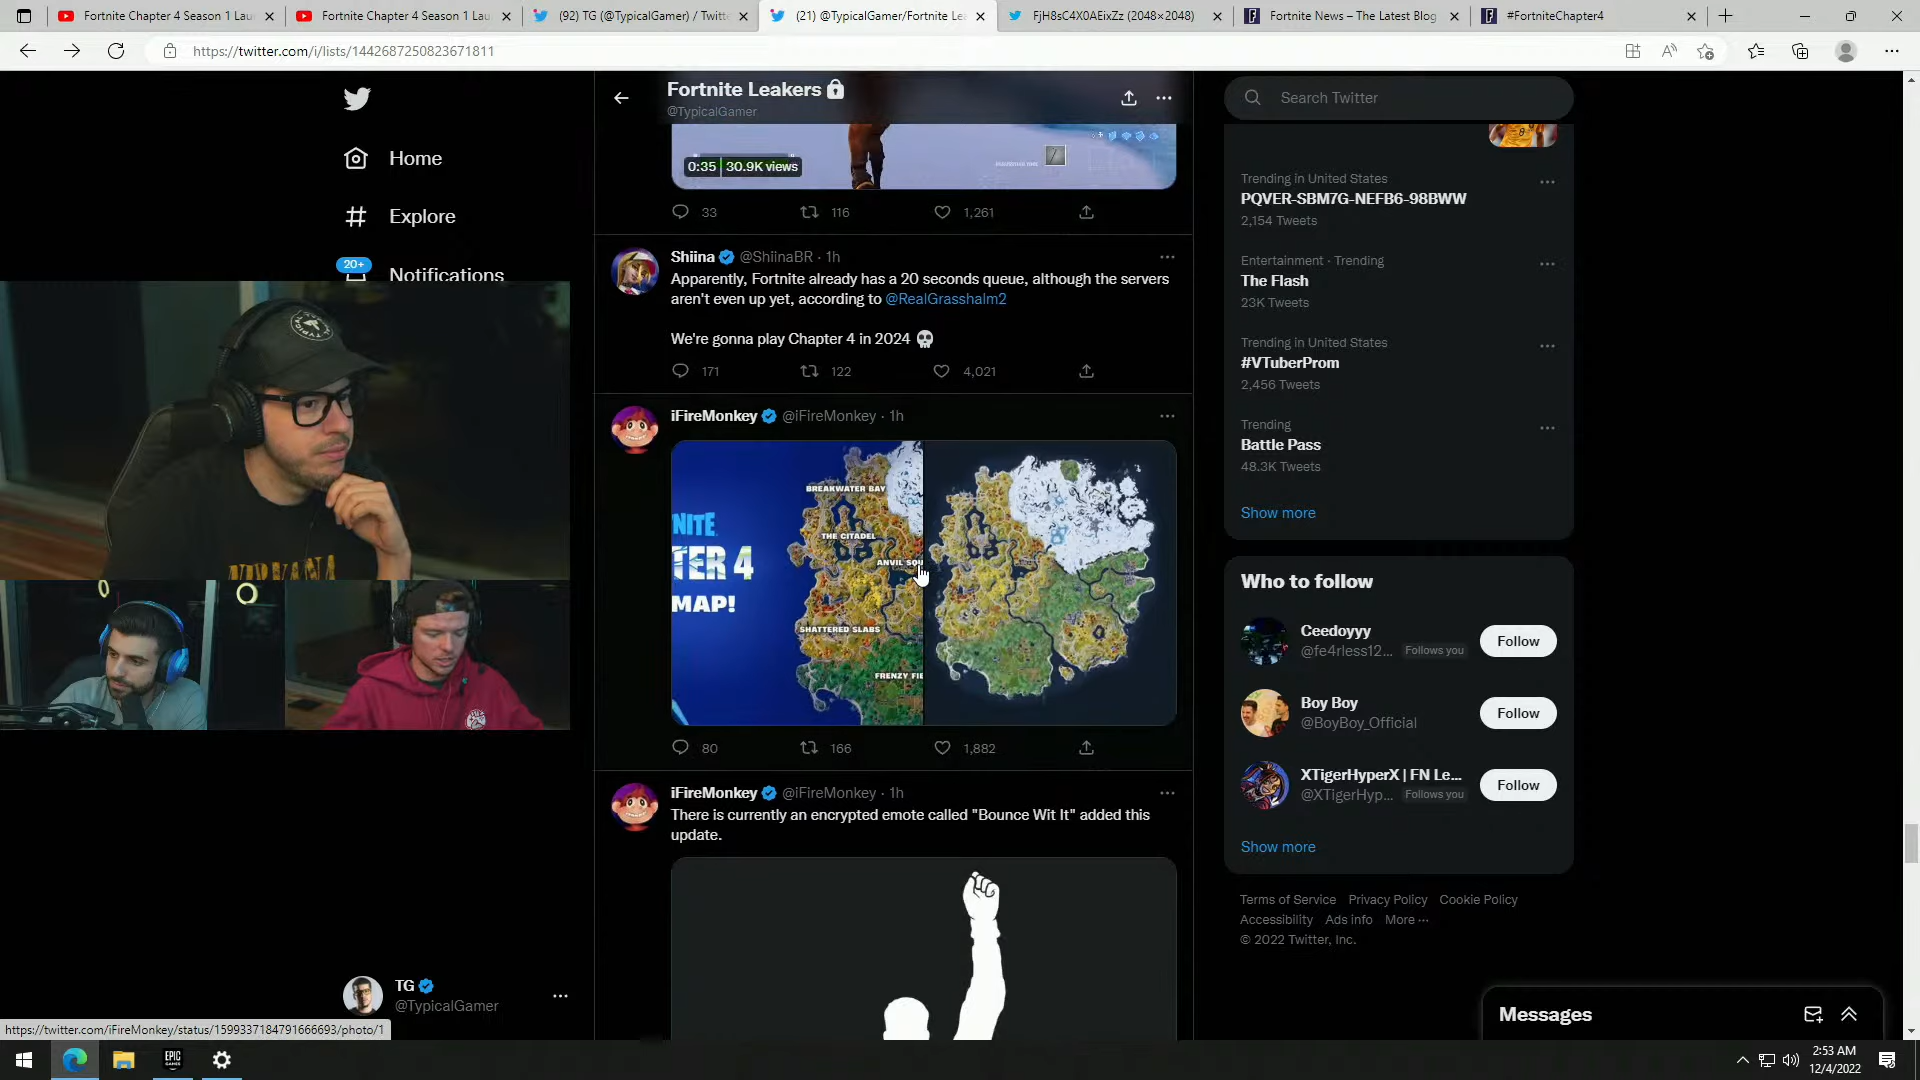 Fortnite Chapter 4 Season 1 Lau
Fortnite Chapter 4 Season 1 Lau
(92) TG (@TypicalGamer) / Twitte
(21) @TypicalGamer/Fortnite Lea
FjH8sC4X0AEixZz (2048×2048)
Fortnite News – The Latest Blog
#FortniteChapter4
https://twitter.com/i/lists/1442687250823671811
Home
Explore
20+
Notifications
Fortnite Leakers
@TypicalGamer
0:35
30.9K views
33
116
1,261
Shiina @ShiinaBR · 1h
Apparently, Fortnite already has a 20 seconds queue, although the servers
aren't even up yet, according to @RealGrasshalm2
We're gonna play Chapter 4 in 2024 💀
171
122
4,021
iFireMonkey @iFireMonkey · 1h
NITE
TER 4
MAP!
BREAKWATER BAY
THE CITADEL
ANVIL SQU
SHATTERED SLABS
FRENZY FIE
80
166
1,882
iFireMonkey @iFireMonkey · 1h
There is currently an encrypted emote called "Bounce Wit It" added this
update.
Search Twitter
Trending in United States
PQVER-SBM7G-NEFB6-98BWW
2,154 Tweets
Entertainment · Trending
The Flash
23K Tweets
Trending in United States
#VTuberProm
2,456 Tweets
Trending
Battle Pass
48.3K Tweets
Show more
Who to follow
Ceedoyyy
@fe4rless12... Follows you
Follow
Boy Boy
@BoyBoy_Official
Follow
XTigerHyperX | FN Le...
@XTigerHyp... Follows you
Follow
Show more
Terms of Service Privacy Policy Cookie Policy
Accessibility Ads info More ···
© 2022 Twitter, Inc.
NIRVANA
TG
@TypicalGamer
https://twitter.com/iFireMonkey/status/1599337184791666693/photo/1
Messages
EPIC
GAMES
2:53 AM
12/4/2022